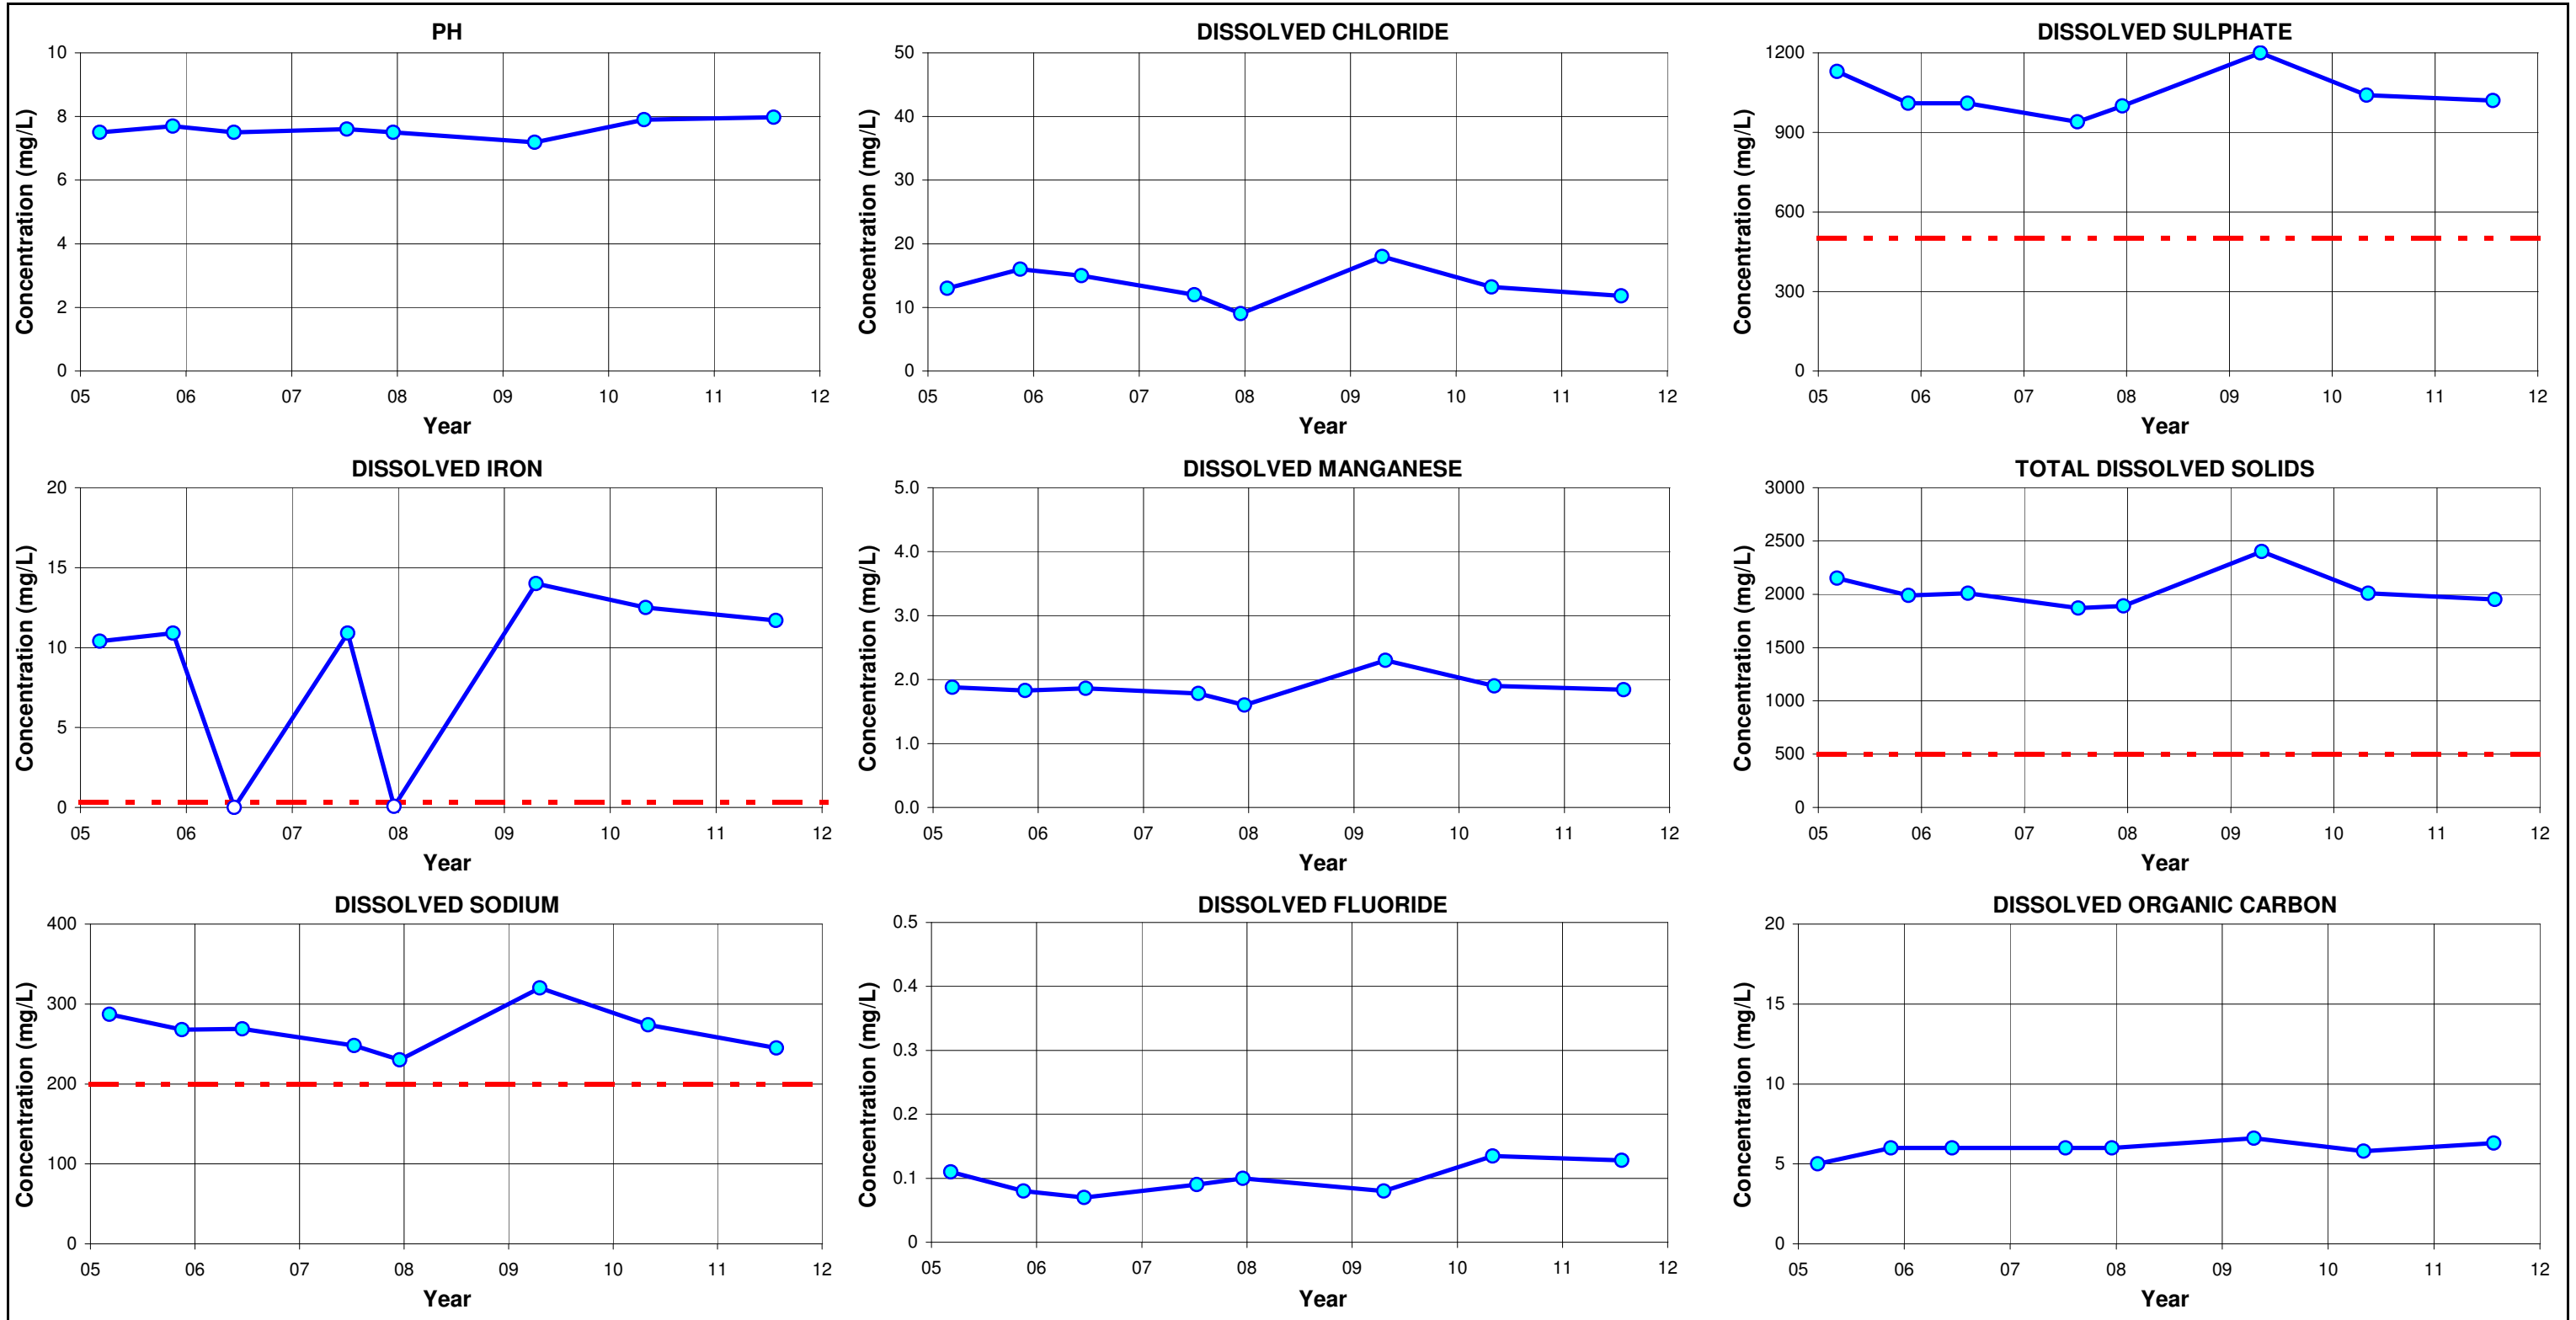 PH
10
8
6
4
2
0
Concentration (mg/L)
05 06 07 08 09 10 11 12
Year
DISSOLVED CHLORIDE
50
40
30
20
10
0
Concentration (mg/L)
05 06 07 08 09 10 11 12
Year
DISSOLVED SULPHATE
1200
900
600
300
0
Concentration (mg/L)
05 06 07 08 09 10 11 12
Year
DISSOLVED IRON
20
15
10
5
0
Concentration (mg/L)
05 06 07 08 09 10 11 12
Year
DISSOLVED MANGANESE
5.0
4.0
3.0
2.0
1.0
0.0
Concentration (mg/L)
05 06 07 08 09 10 11 12
Year
TOTAL DISSOLVED SOLIDS
3000
2500
2000
1500
1000
500
0
Concentration (mg/L)
05 06 07 08 09 10 11 12
Year
DISSOLVED SODIUM
400
300
200
100
0
Concentration (mg/L)
05 06 07 08 09 10 11 12
Year
DISSOLVED FLUORIDE
0.5
0.4
0.3
0.2
0.1
0
Concentration (mg/L)
05 06 07 08 09 10 11 12
Year
DISSOLVED ORGANIC CARBON
20
15
10
5
0
Concentration (mg/L)
05 06 07 08 09 10 11 12
Year